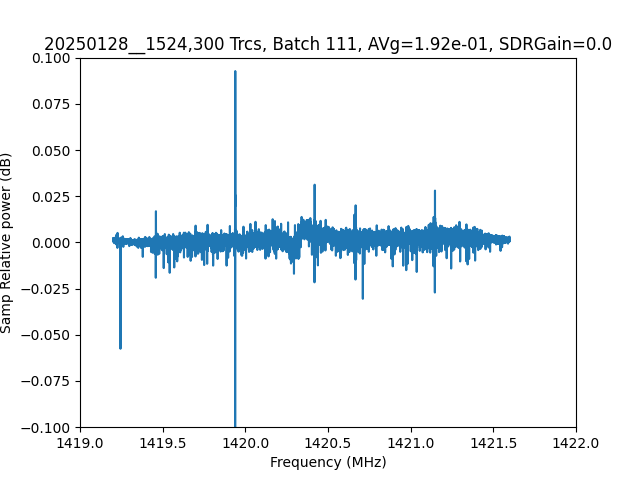 20250128__1524,300 Trcs, Batch 111, AVg=1.92e-01, SDRGain=0.0
0.100
0.075
0.050
0.025
0.000
−0.025
−0.050
−0.075
−0.100
Samp Relative power (dB)
1419.0 1419.5 1420.0 1420.5 1421.0 1421.5 1422.0
Frequency (MHz)